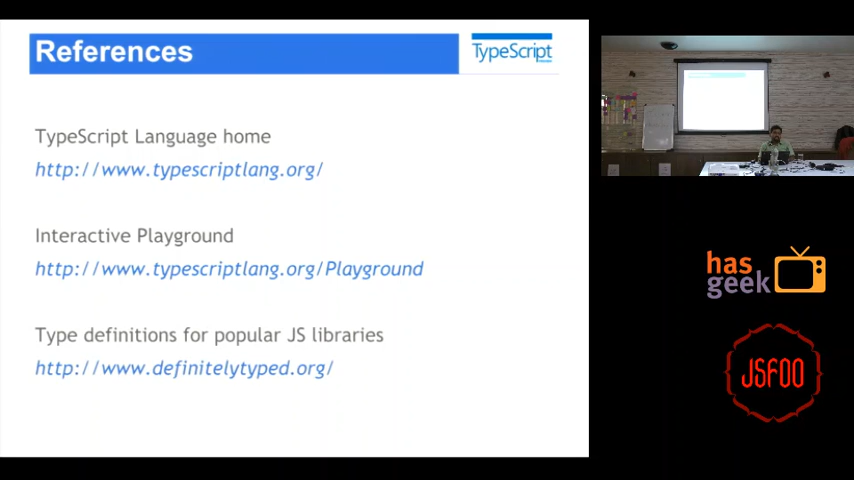 References
TypeScript
TypeScript Language home
http://www.typescriptlang.org/
Interactive Playground
http://www.typescriptlang.org/Playground
Type definitions for popular JS libraries
http://www.definitelytyped.org/
has
geek
JSFOO